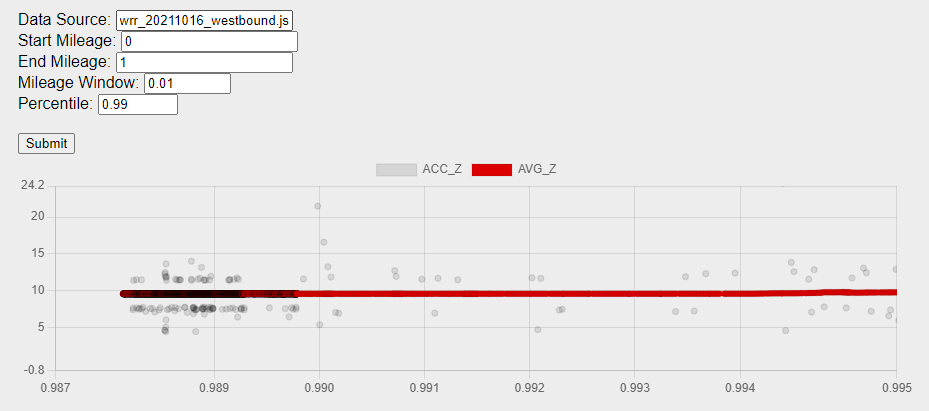 Data Source: wrr_20211016_westbound.js
Start Mileage: 0
End Mileage: 1
Mileage Window: 0.01
Percentile: 0.99
Submit
ACC_Z AVG_Z
24.2
20
15
10
5
-0.8
0.987 0.989 0.990 0.991 0.992 0.993 0.994 0.995